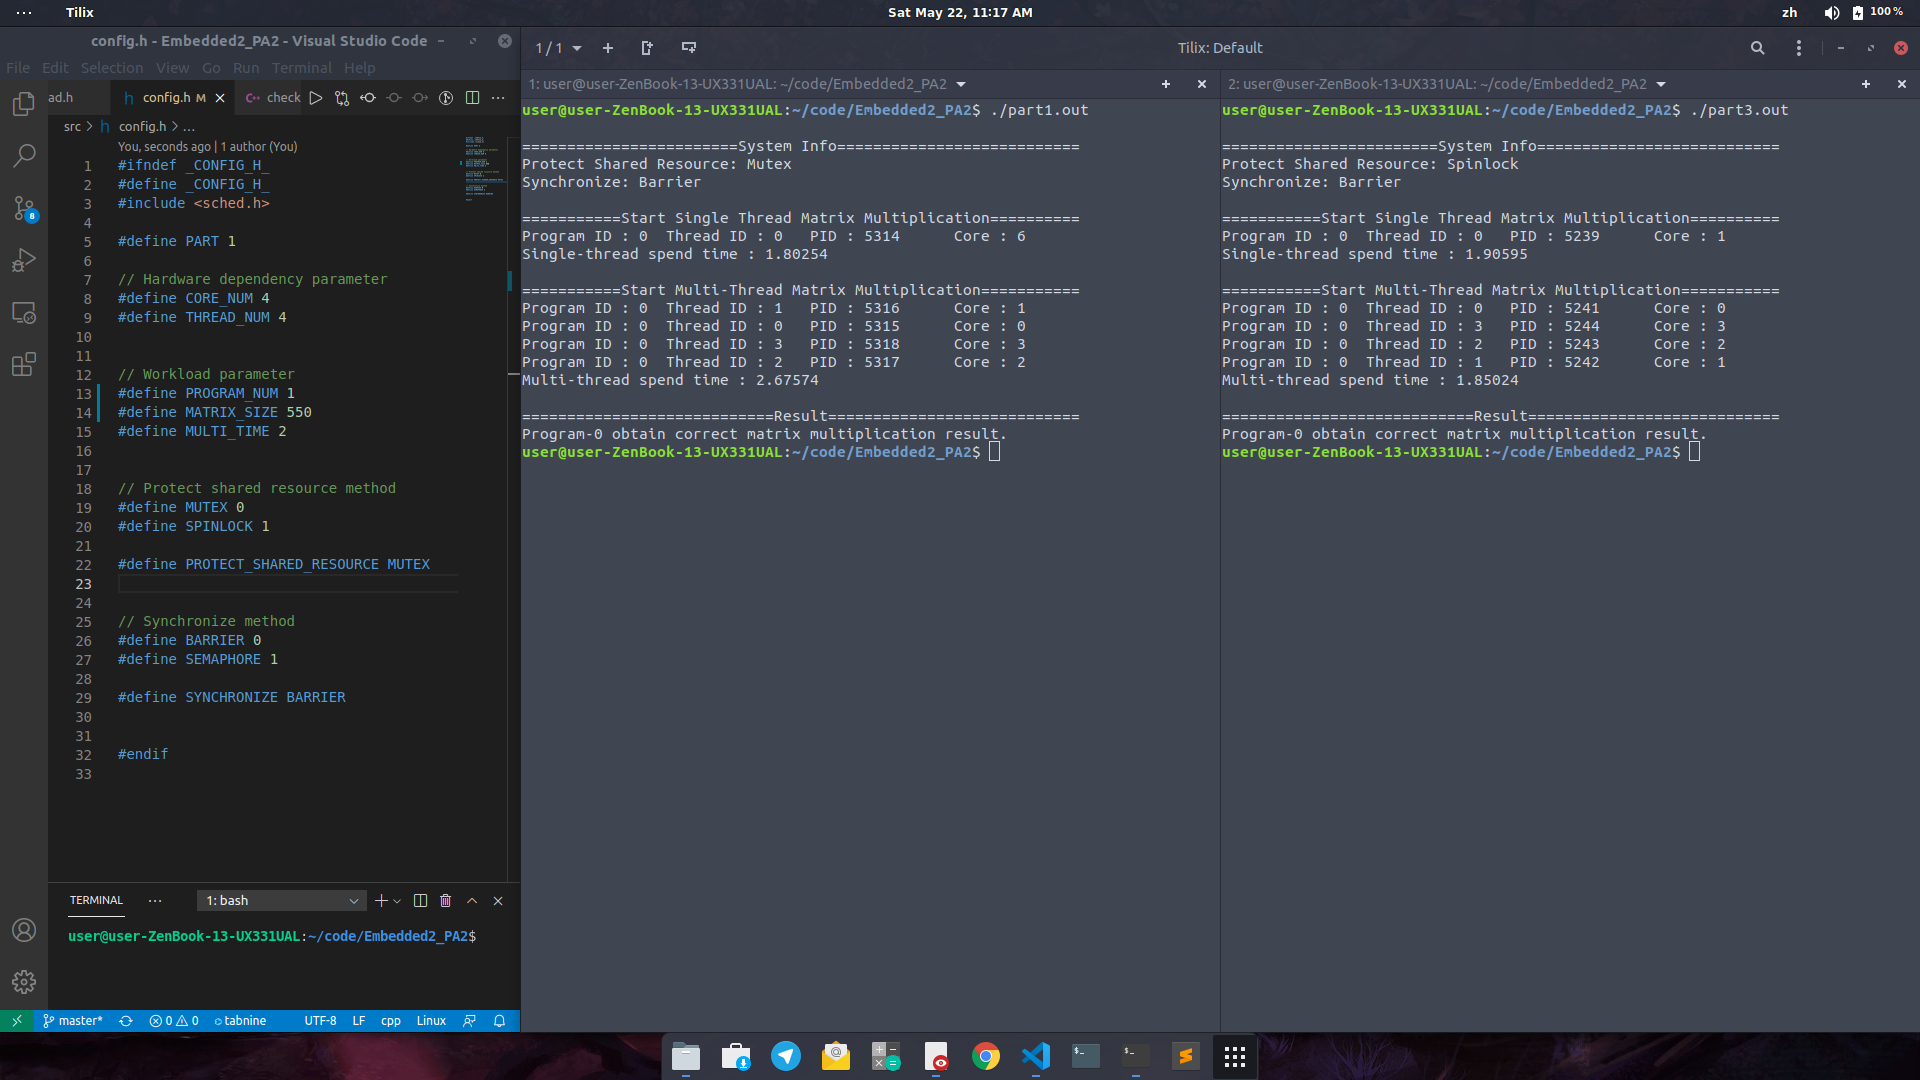 Tilix
Sat May 22, 11:17 AM
zh
100 %
config.h - Embedded2_PA2 - Visual Studio Code
File Edit Selection View Go Run Terminal Help
ad.h
h config.h M
C++ check
src > h config.h > ...
You, seconds ago | 1 author (You)
1 #ifndef _CONFIG_H_
2 #define _CONFIG_H_
3 #include <sched.h>
4
5 #define PART 1
6
7 // Hardware dependency parameter
8 #define CORE_NUM 4
9 #define THREAD_NUM 4
10
11
12 // Workload parameter
13 #define PROGRAM_NUM 1
14 #define MATRIX_SIZE 550
15 #define MULTI_TIME 2
16
17
18 // Protect shared resource method
19 #define MUTEX 0
20 #define SPINLOCK 1
21
22 #define PROTECT_SHARED_RESOURCE MUTEX
23
24
25 // Synchronize method
26 #define BARRIER 0
27 #define SEMAPHORE 1
28
29 #define SYNCHRONIZE BARRIER
30
31
32 #endif
33
8
TERMINAL
1: bash
user@user-ZenBook-13-UX331UAL:~/code/Embedded2_PA2$
master* 0 0 tabnine UTF-8 LF cpp Linux
1 / 1
Tilix: Default
1: user@user-ZenBook-13-UX331UAL: ~/code/Embedded2_PA2
user@user-ZenBook-13-UX331UAL:~/code/Embedded2_PA2$ ./part1.out
========================System Info===========================
Protect Shared Resource: Mutex
Synchronize: Barrier
===========Start Single Thread Matrix Multiplication==========
Program ID : 0 Thread ID : 0 PID : 5314 Core : 6
Single-thread spend time : 1.80254
===========Start Multi-Thread Matrix Multiplication===========
Program ID : 0 Thread ID : 1 PID : 5316 Core : 1
Program ID : 0 Thread ID : 0 PID : 5315 Core : 0
Program ID : 0 Thread ID : 3 PID : 5318 Core : 3
Program ID : 0 Thread ID : 2 PID : 5317 Core : 2
Multi-thread spend time : 2.67574
============================Result============================
Program-0 obtain correct matrix multiplication result.
user@user-ZenBook-13-UX331UAL:~/code/Embedded2_PA2$
2: user@user-ZenBook-13-UX331UAL: ~/code/Embedded2_PA2
user@user-ZenBook-13-UX331UAL:~/code/Embedded2_PA2$ ./part3.out
========================System Info===========================
Protect Shared Resource: Spinlock
Synchronize: Barrier
===========Start Single Thread Matrix Multiplication==========
Program ID : 0 Thread ID : 0 PID : 5239 Core : 1
Single-thread spend time : 1.90595
===========Start Multi-Thread Matrix Multiplication===========
Program ID : 0 Thread ID : 0 PID : 5241 Core : 0
Program ID : 0 Thread ID : 3 PID : 5244 Core : 3
Program ID : 0 Thread ID : 2 PID : 5243 Core : 2
Program ID : 0 Thread ID : 1 PID : 5242 Core : 1
Multi-thread spend time : 1.85024
============================Result============================
Program-0 obtain correct matrix multiplication result.
user@user-ZenBook-13-UX331UAL:~/code/Embedded2_PA2$